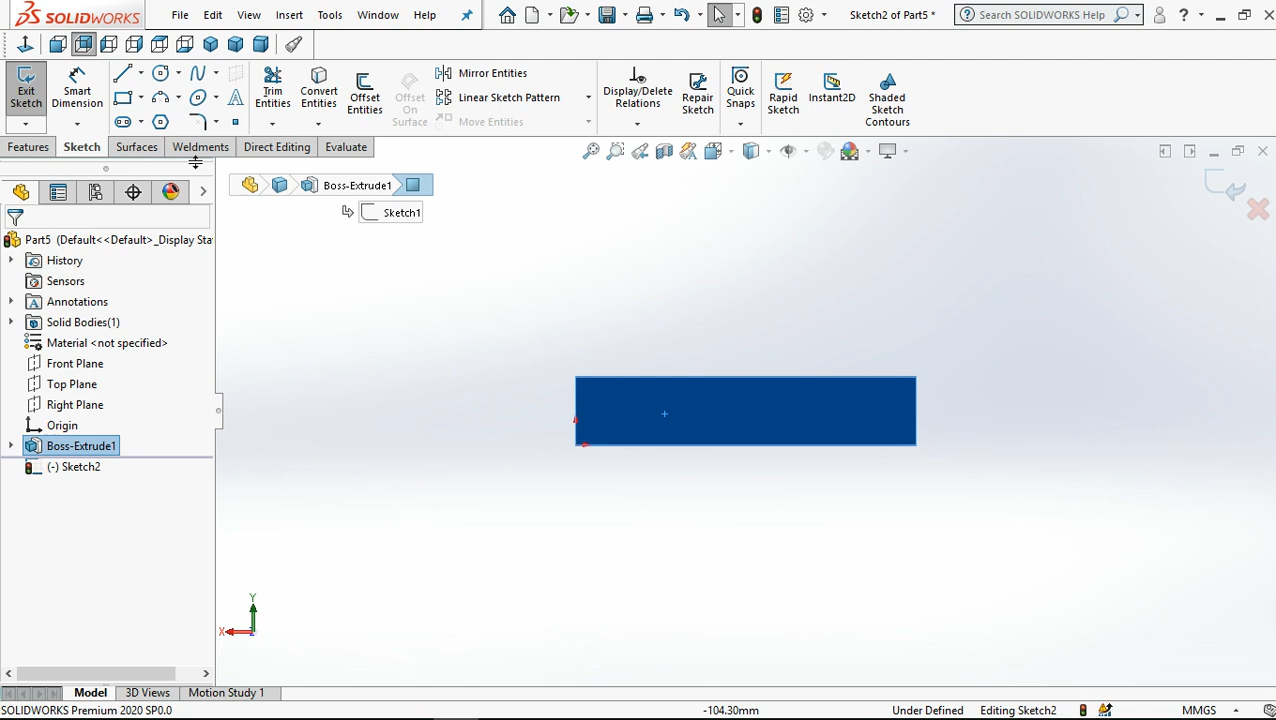 SOLIDWORKS File Edit View Insert Tools Window Help Sketch2 of Part5 * Search SOLIDWORKS Help ?
Exit Sketch
Smart Dimension
Trim Entities
Convert Entities
Offset Entities
Offset On Surface
Mirror Entities
Linear Sketch Pattern
Move Entities
Display/Delete Relations
Repair Sketch
Quick Snaps
Rapid Sketch
Instant2D
Shaded Sketch Contours
Features Sketch Surfaces Weldments Direct Editing Evaluate
Boss-Extrude1
Sketch1
Part5 (Default<<Default>_Display Sta
History
Sensors
Annotations
Solid Bodies(1)
Material <not specified>
Front Plane
Top Plane
Right Plane
Origin
Boss-Extrude1
(-) Sketch2
Y
X
Z
Model 3D Views Motion Study 1
SOLIDWORKS Premium 2020 SP0.0 -104.30mm Under Defined Editing Sketch2 MMGS